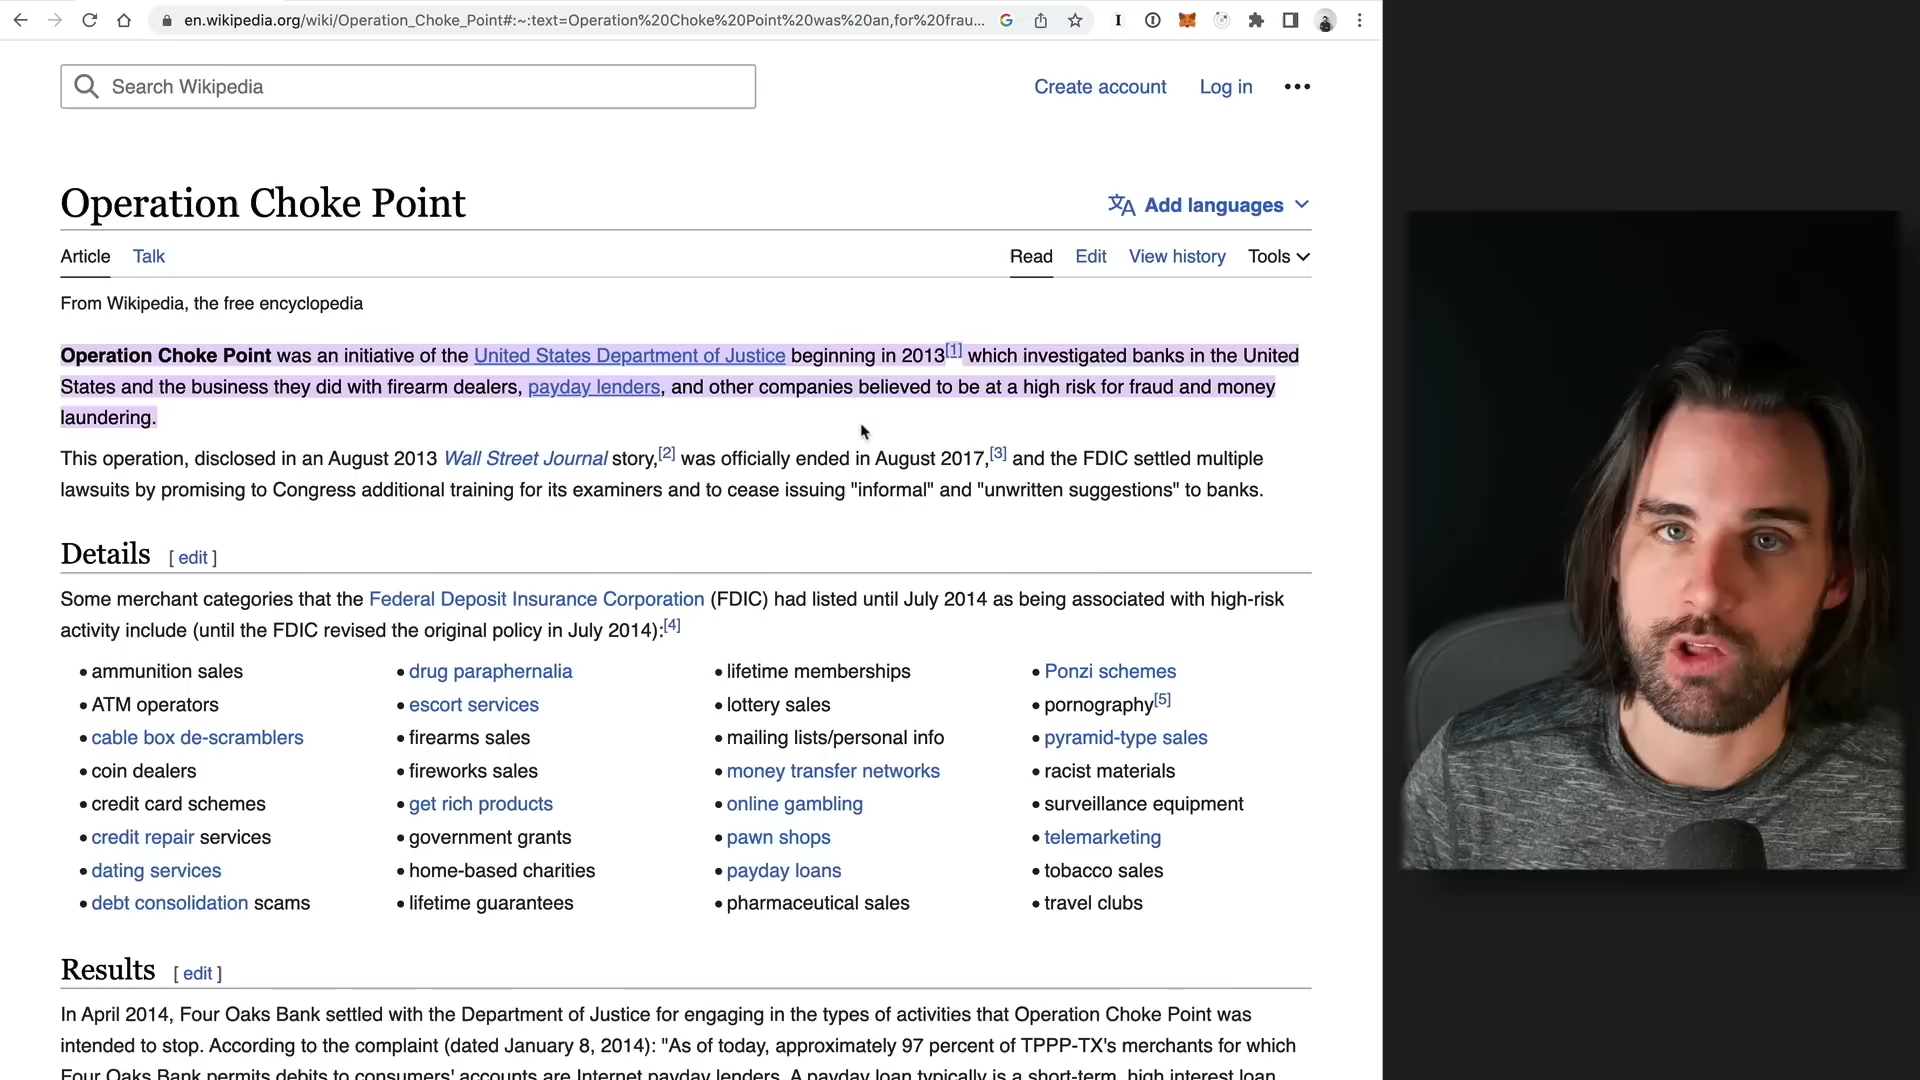 en.wikipedia.org/wiki/Operation_Choke_Point#:~:text=Operation%20Choke%20Point%20was%20an,for%20frau...
Search Wikipedia
Create account
Log in
Operation Choke Point
Add languages
Article Talk
Read Edit View history Tools
From Wikipedia, the free encyclopedia
Operation Choke Point was an initiative of the United States Department of Justice beginning in 2013[1] which investigated banks in the United
States and the business they did with firearm dealers, payday lenders, and other companies believed to be at a high risk for fraud and money
laundering.
This operation, disclosed in an August 2013 Wall Street Journal story,[2] was officially ended in August 2017,[3] and the FDIC settled multiple
lawsuits by promising to Congress additional training for its examiners and to cease issuing "informal" and "unwritten suggestions" to banks.
Details [ edit ]
Some merchant categories that the Federal Deposit Insurance Corporation (FDIC) had listed until July 2014 as being associated with high-risk
activity include (until the FDIC revised the original policy in July 2014):[4]
• ammunition sales
• ATM operators
• cable box de-scramblers
• coin dealers
• credit card schemes
• credit repair services
• dating services
• debt consolidation scams
• drug paraphernalia
• escort services
• firearms sales
• fireworks sales
• get rich products
• government grants
• home-based charities
• lifetime guarantees
• lifetime memberships
• lottery sales
• mailing lists/personal info
• money transfer networks
• online gambling
• pawn shops
• payday loans
• pharmaceutical sales
• Ponzi schemes
• pornography[5]
• pyramid-type sales
• racist materials
• surveillance equipment
• telemarketing
• tobacco sales
• travel clubs
Results [ edit ]
In April 2014, Four Oaks Bank settled with the Department of Justice for engaging in the types of activities that Operation Choke Point was
intended to stop. According to the complaint (dated January 8, 2014): "As of today, approximately 97 percent of TPPP-TX's merchants for which
Four Oaks Bank permits debits to consumers' accounts are Internet payday lenders. A payday loan typically is a short-term, high interest loan